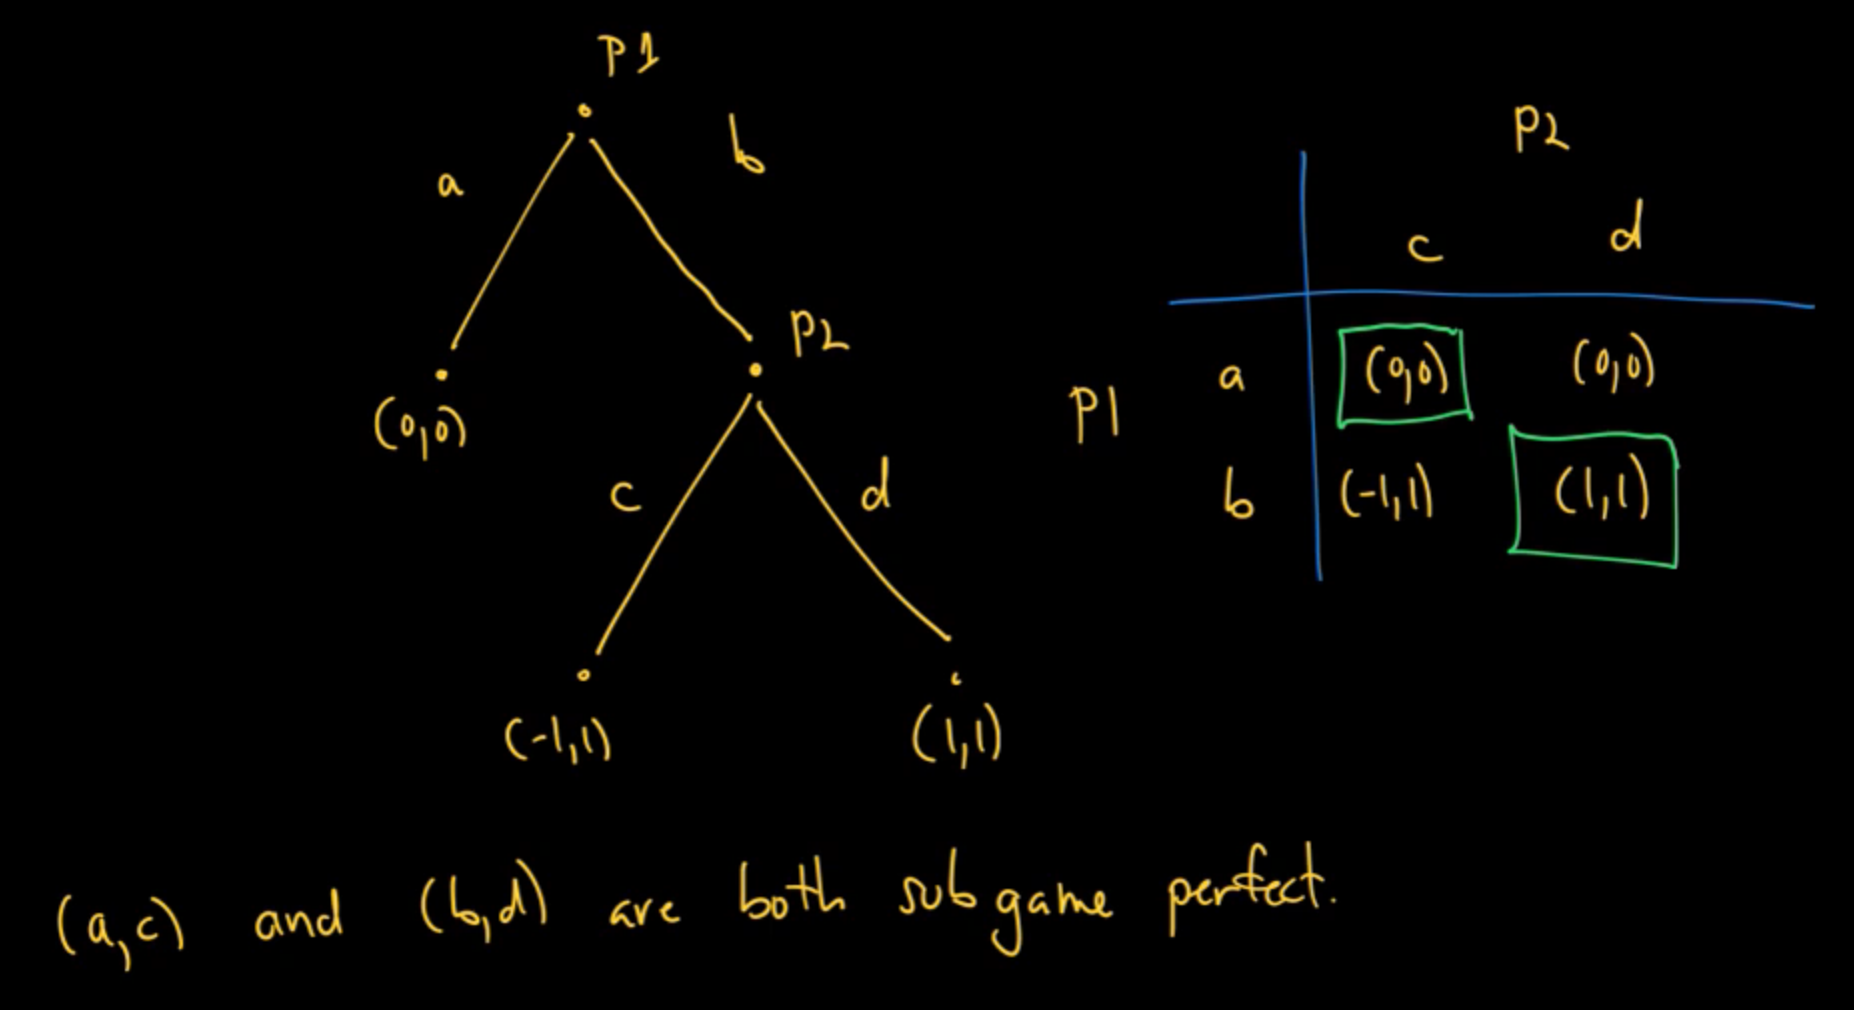 P1
a
b
P2
(0,0)
c
d
(-1,1)
(1,1)
P2
c d
P1
a (0,0) (0,0)
b (-1,1) (1,1)
(a,c) and (b,d) are both subgame perfect.